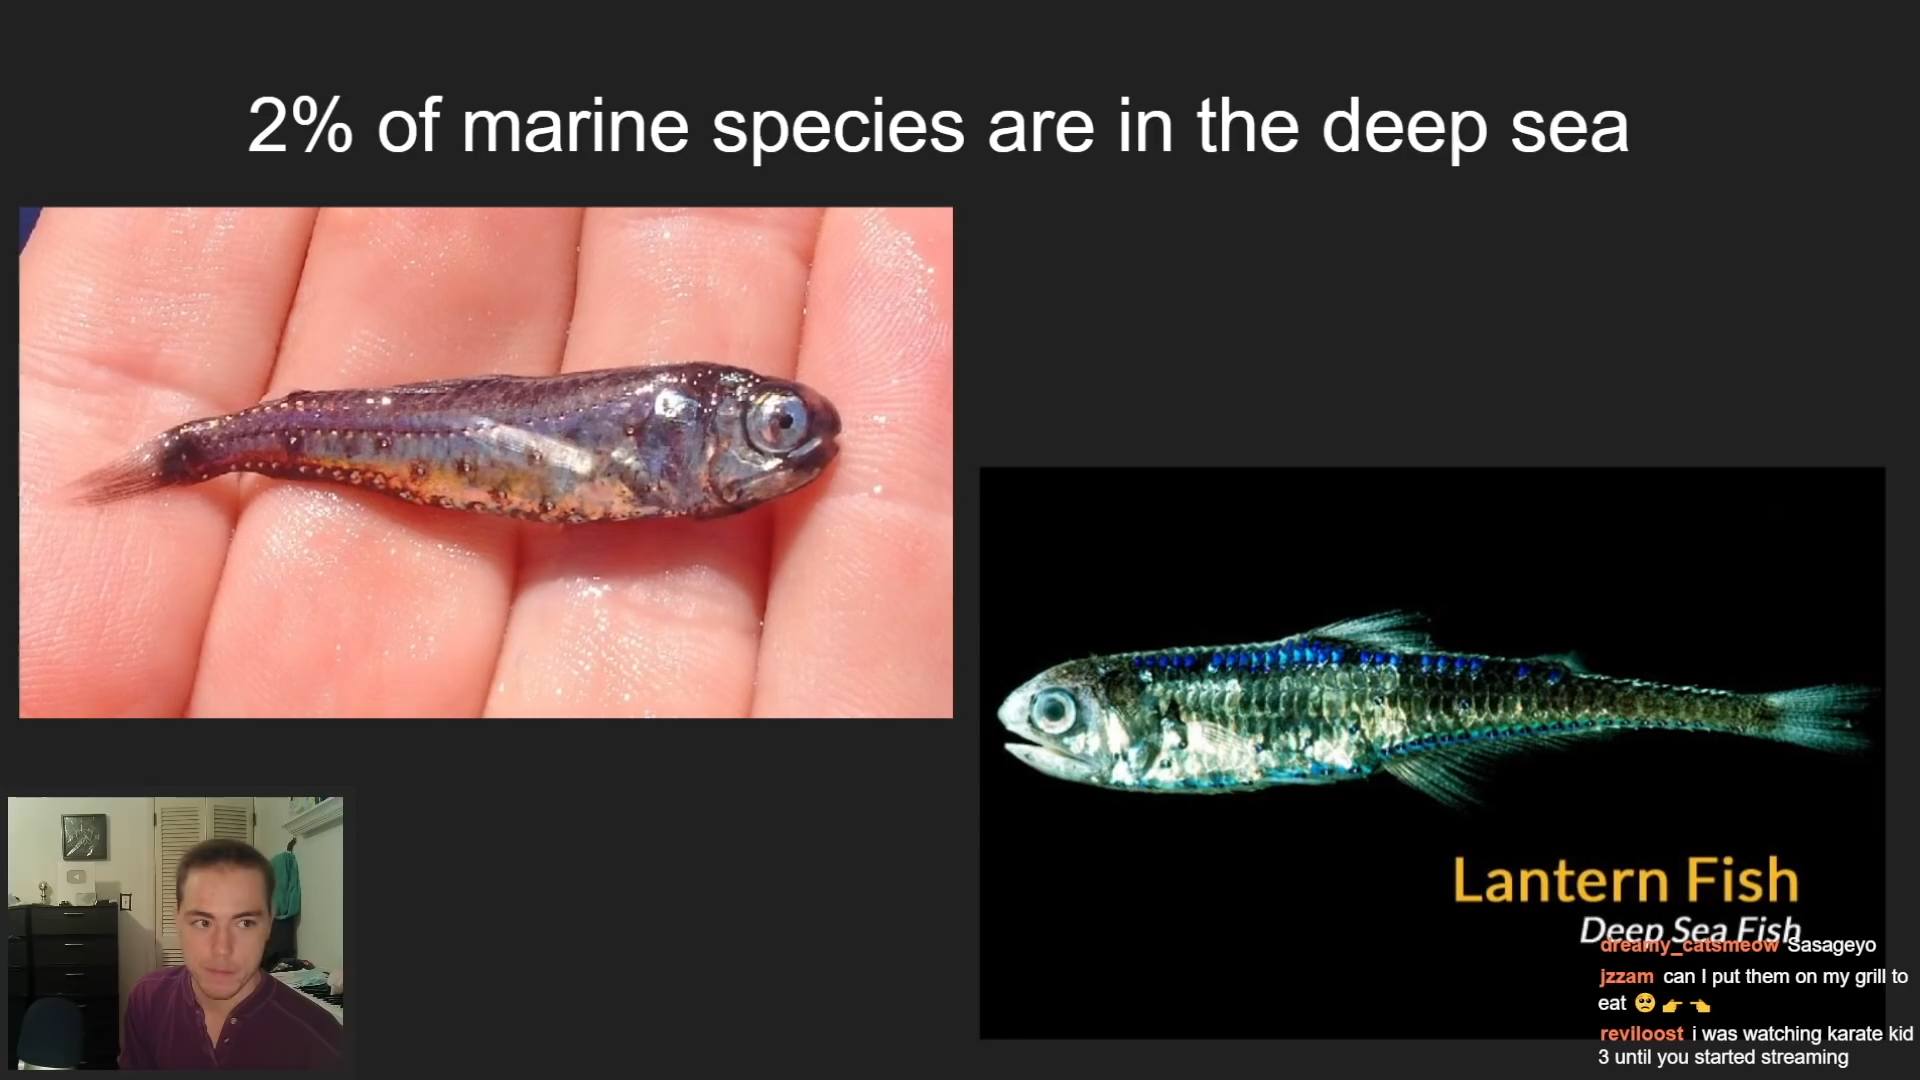 2% of marine species are in the deep sea
Lantern Fish
Deep Sea Fish
dreamy_catsmeow Sasageyo
jzzam can I put them on my grill to
eat 🥺 👉 👈
reviloost i was watching karate kid
3 until you started streaming